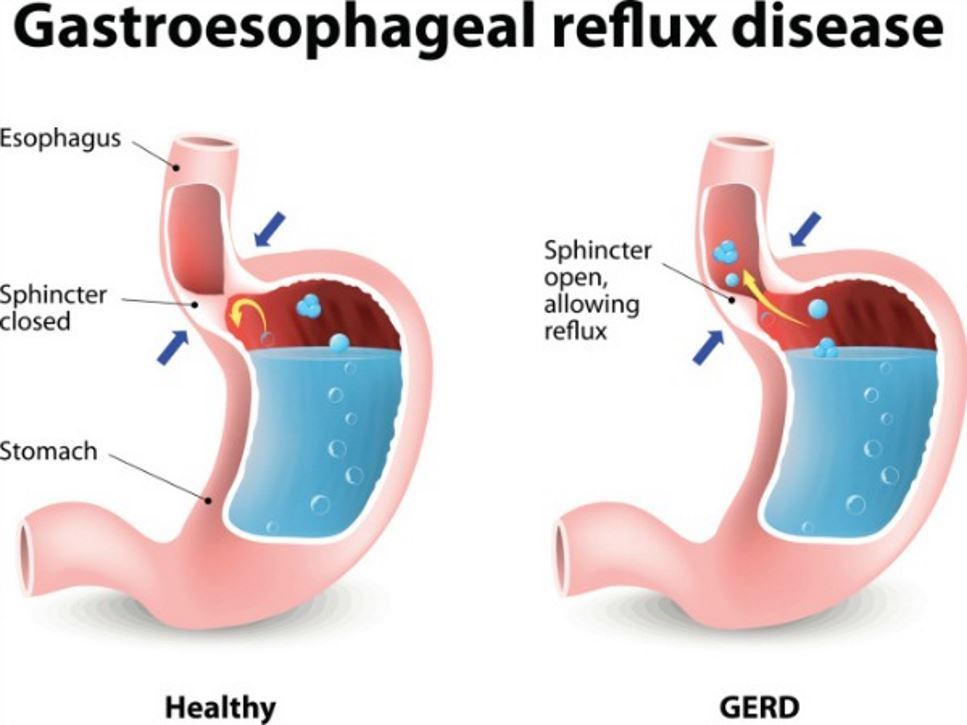 Gastroesophageal reflux disease
Esophagus
Sphincter
closed
Stomach
Sphincter
open,
allowing
reflux
Healthy
GERD